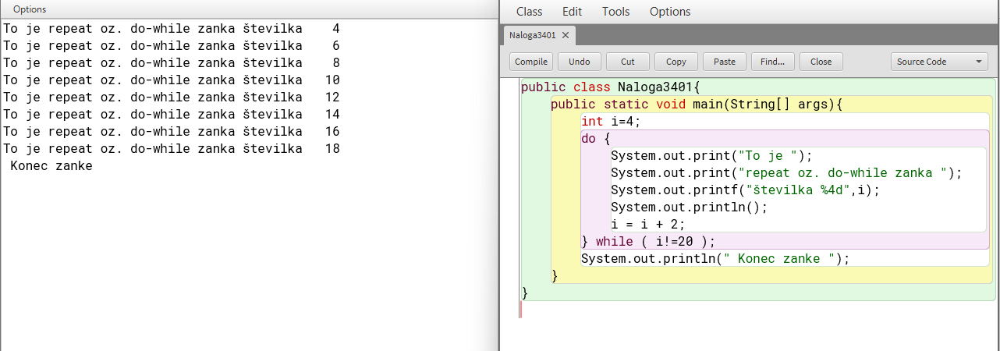 Options
To je repeat oz. do-while zanka številka    4
To je repeat oz. do-while zanka številka    6
To je repeat oz. do-while zanka številka    8
To je repeat oz. do-while zanka številka   10
To je repeat oz. do-while zanka številka   12
To je repeat oz. do-while zanka številka   14
To je repeat oz. do-while zanka številka   16
To je repeat oz. do-while zanka številka   18
 Konec zanke
Class Edit Tools Options
Naloga3401 ✕
Compile Undo Cut Copy Paste Find... Close Source Code
public class Naloga3401{
    public static void main(String[] args){
        int i=4;
        do {
            System.out.print("To je ");
            System.out.print("repeat oz. do-while zanka ");
            System.out.printf("številka %4d",i);
            System.out.println();
            i = i + 2;
        } while ( i!=20 );
        System.out.println(" Konec zanke ");
    }
}